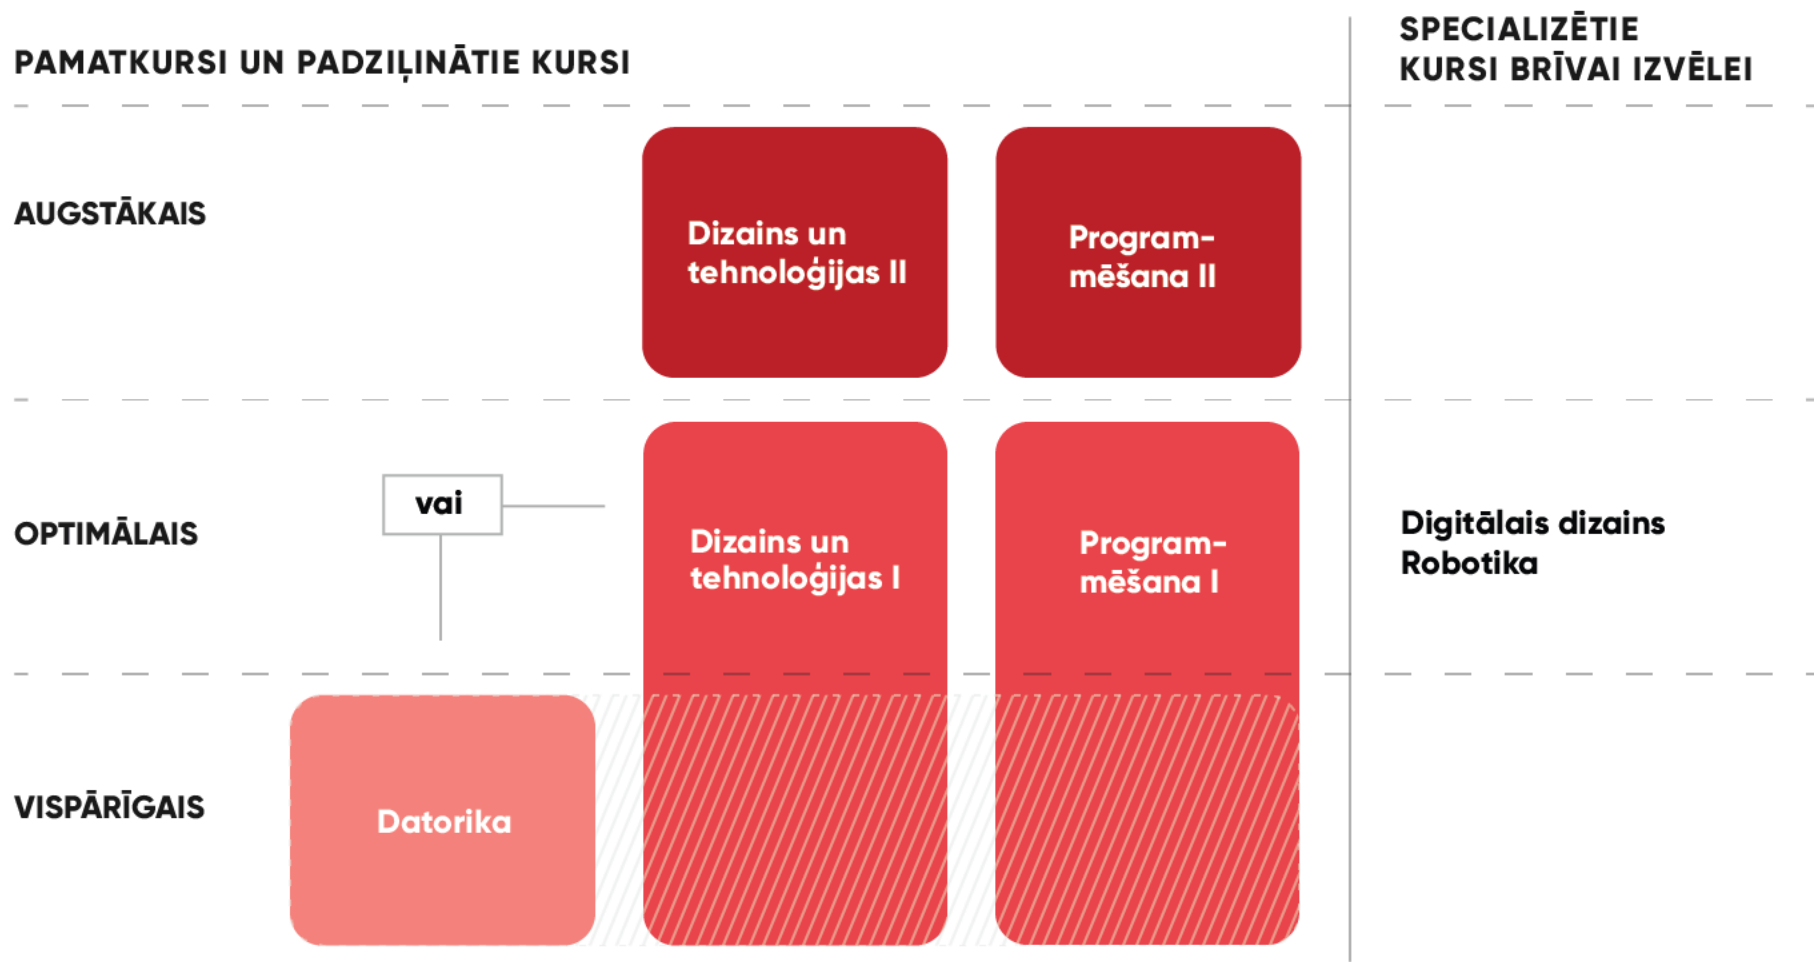 PAMATKURSI UN PADZIĻINĀTIE KURSI
SPECIALIZĒTIE
KURSI BRĪVAI IZVĒLEI
AUGSTĀKAIS
Dizains un
tehnoloģijas II
Program-
mēšana II
OPTIMĀLAIS
vai
Dizains un
tehnoloģijas I
Program-
mēšana I
Digitālais dizains
Robotika
VISPĀRĪGAIS
Datorika